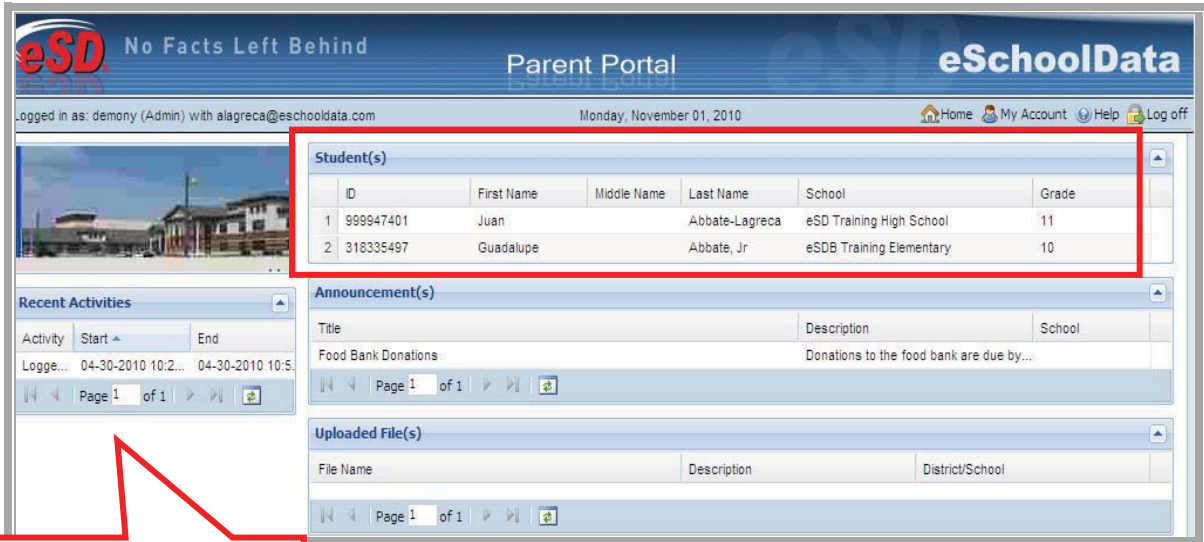 eSD No Facts Left Behind Parent Portal eSchoolData
Logged in as: demony (Admin) with alagreca@eschooldata.com Monday, November 01, 2010 Home My Account Help Log off
Student(s)
ID First Name Middle Name Last Name School Grade
1 999947401 Juan Abbate-Lagreca eSD Training High School 11
2 318335497 Guadalupe Abbate, Jr eSDB Training Elementary 10
Recent Activities
Activity Start End
Logge... 04-30-2010 10:2... 04-30-2010 10:5.
Page 1 of 1
Announcement(s)
Title Description School
Food Bank Donations Donations to the food bank are due by...
Page 1 of 1
Uploaded File(s)
File Name Description District/School
Page 1 of 1